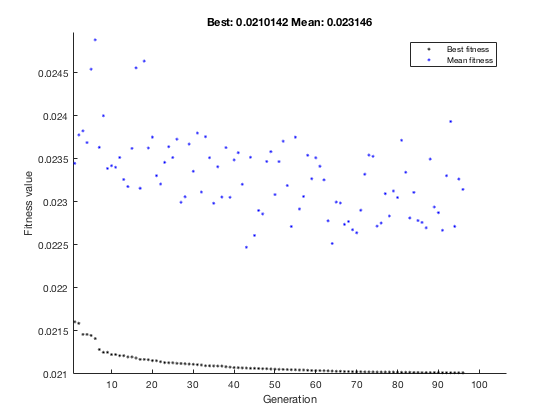 Best: 0.0210142 Mean: 0.023146
Best fitness
Mean fitness
0.0245
0.024
0.0235
0.023
0.0225
0.022
0.0215
0.021
Fitness value
10 20 30 40 50 60 70 80 90 100
Generation